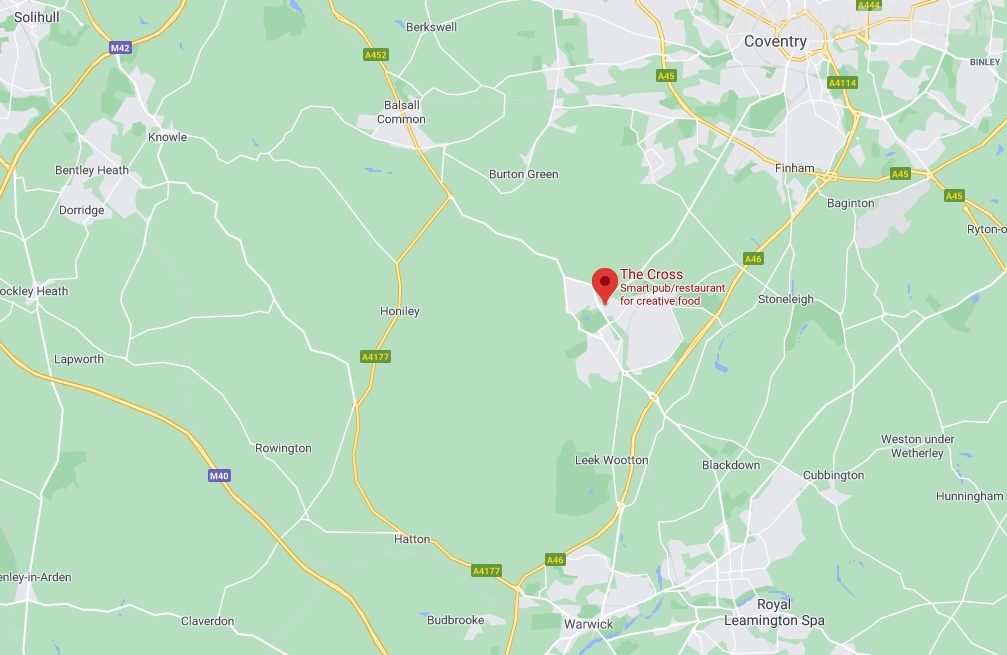 Solihull
Berkswell
A444
M42
Coventry
A452
BINLEY
A45
A4114
Balsall
Common
Knowle
Bentley Heath
Burton Green
Finham
A45
A45
Dorridge
Baginton
Ryton-o
A46
The Cross
Smart pub/restaurant
for creative food
ockley Heath
Stoneleigh
Honiley
Lapworth
A4177
Rowington
Leek Wootton
Blackdown
Weston under
Wetherley
M40
Cubbington
Hunningham
Hatton
A46
A4177
enley-in-Arden
Royal
Leamington Spa
Claverdon
Budbrooke
Warwick